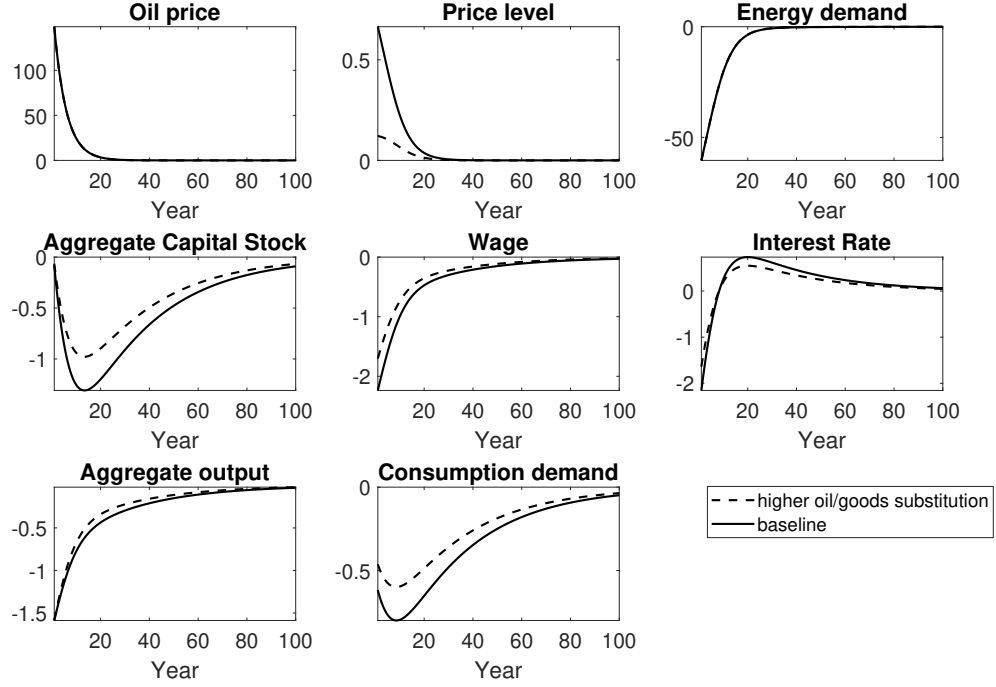 Oil price
100
50
0
20 40 60 80 100
Year
Price level
0.5
0
20 40 60 80 100
Year
Energy demand
0
-50
20 40 60 80 100
Year
Aggregate Capital Stock
0
-0.5
-1
20 40 60 80 100
Year
Wage
0
-1
-2
20 40 60 80 100
Year
Interest Rate
0
-1
-2
20 40 60 80 100
Year
Aggregate output
-0.5
-1
-1.5
20 40 60 80 100
Year
Consumption demand
0
-0.5
20 40 60 80 100
Year
higher oil/goods substitution
baseline